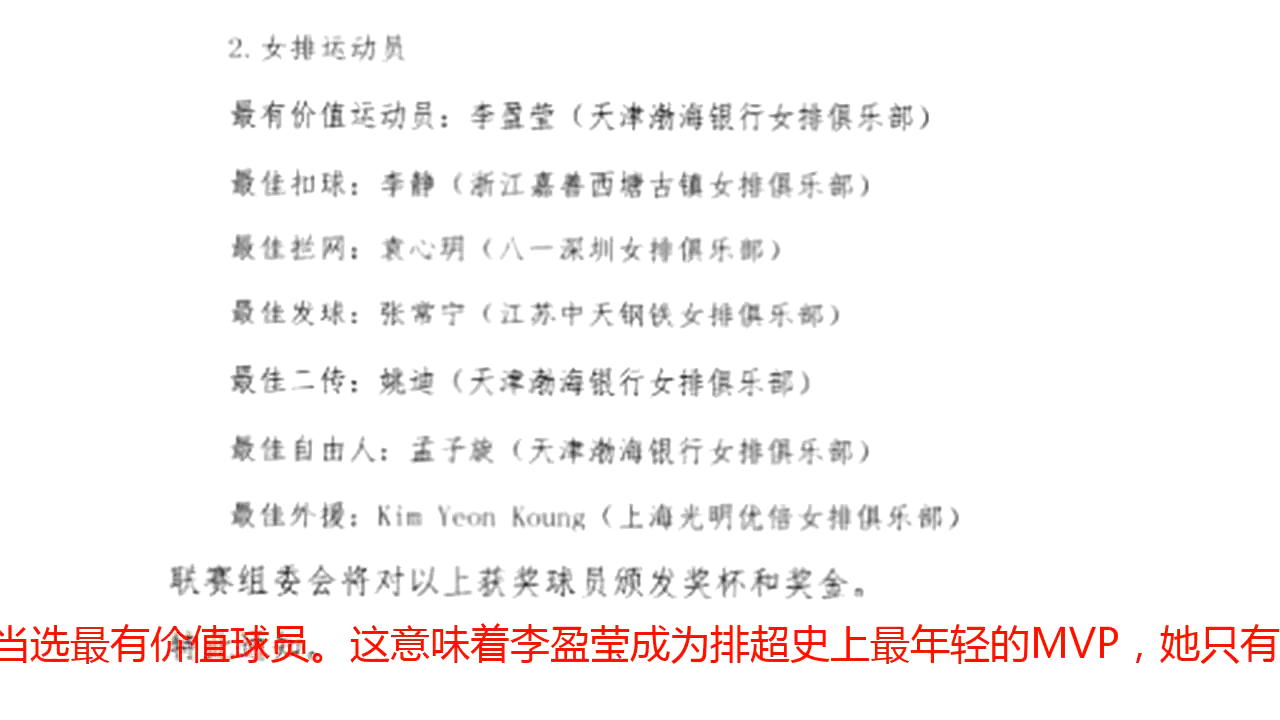 2. 女排运动员
最有价值运动员：李盈莹（天津渤海银行女排俱乐部）
最佳扣球：李静（浙江嘉善西塘古镇女排俱乐部）
最佳拦网：袁心玥（八一深圳女排俱乐部）
最佳发球：张常宁（江苏中天钢铁女排俱乐部）
最佳二传：姚迪（天津渤海银行女排俱乐部）
最佳自由人：孟子旋（天津渤海银行女排俱乐部）
最佳外援：Kim Yeon Koung（上海光明优倍女排俱乐部）
联赛组委会将对以上获奖球员颁发奖杯和奖金。
当选最有价值球员。这意味着李盈莹成为排超史上最年轻的MVP，她只有